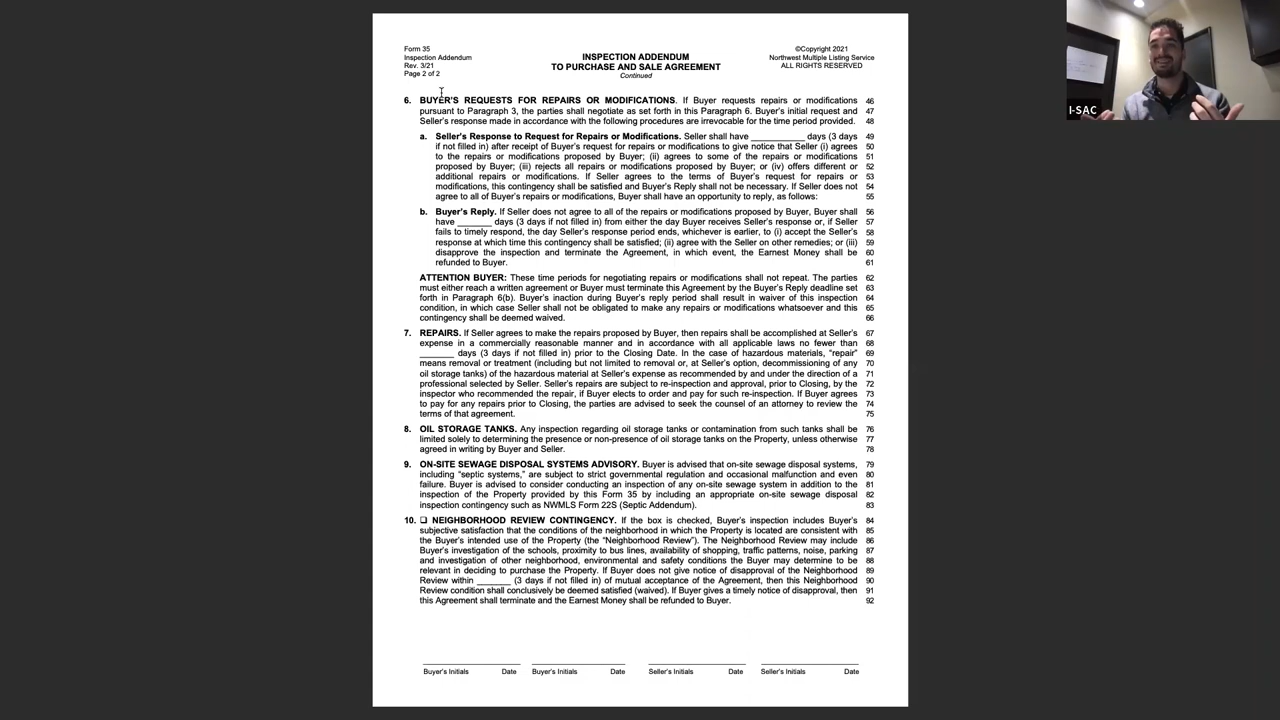 Form 35
Inspection Addendum
Rev. 3/21
Page 2 of 2
INSPECTION ADDENDUM
TO PURCHASE AND SALE AGREEMENT
Continued
©Copyright 2021
Northwest Multiple Listing Service
ALL RIGHTS RESERVED
6. BUYER'S REQUESTS FOR REPAIRS OR MODIFICATIONS. If Buyer requests repairs or modifications 46
pursuant to Paragraph 3, the parties shall negotiate as set forth in this Paragraph 6. Buyer's initial request and 47
Seller's response made in accordance with the following procedures are irrevocable for the time period provided. 48
a. Seller's Response to Request for Repairs or Modifications. Seller shall have ___________ days (3 days 49
if not filled in) after receipt of Buyer's request for repairs or modifications to give notice that Seller (i) agrees 50
to the repairs or modifications proposed by Buyer; (ii) agrees to some of the repairs or modifications 51
proposed by Buyer; (iii) rejects all repairs or modifications proposed by Buyer; or (iv) offers different or 52
additional repairs or modifications. If Seller agrees to the terms of Buyer's request for repairs or 53
modifications, this contingency shall be satisfied and Buyer's Reply shall not be necessary. If Seller does not 54
agree to all of Buyer's repairs or modifications, Buyer shall have an opportunity to reply, as follows: 55
b. Buyer's Reply. If Seller does not agree to all of the repairs or modifications proposed by Buyer, Buyer shall 56
have _______ days (3 days if not filled in) from either the day Buyer receives Seller's response or, if Seller 57
fails to timely respond, the day Seller's response period ends, whichever is earlier, to (i) accept the Seller's 58
response at which time this contingency shall be satisfied; (ii) agree with the Seller on other remedies; or (iii) 59
disapprove the inspection and terminate the Agreement, in which event, the Earnest Money shall be 60
refunded to Buyer. 61
ATTENTION BUYER: These time periods for negotiating repairs or modifications shall not repeat. The parties 62
must either reach a written agreement or Buyer must terminate this Agreement by the Buyer's Reply deadline set 63
forth in Paragraph 6(b). Buyer's inaction during Buyer's reply period shall result in waiver of this inspection 64
condition, in which case Seller shall not be obligated to make any repairs or modifications whatsoever and this 65
contingency shall be deemed waived. 66
7. REPAIRS. If Seller agrees to make the repairs proposed by Buyer, then repairs shall be accomplished at Seller's 67
expense in a commercially reasonable manner and in accordance with all applicable laws no fewer than 68
_______ days (3 days if not filled in) prior to the Closing Date. In the case of hazardous materials, "repair" 69
means removal or treatment (including but not limited to removal or, at Seller's option, decommissioning of any 70
oil storage tanks) of the hazardous material at Seller's expense as recommended by and under the direction of a 71
professional selected by Seller. Seller's repairs are subject to re-inspection and approval, prior to Closing, by the 72
inspector who recommended the repair, if Buyer elects to order and pay for such re-inspection. If Buyer agrees 73
to pay for any repairs prior to Closing, the parties are advised to seek the counsel of an attorney to review the 74
terms of that agreement. 75
8. OIL STORAGE TANKS. Any inspection regarding oil storage tanks or contamination from such tanks shall be 76
limited solely to determining the presence or non-presence of oil storage tanks on the Property, unless otherwise 77
agreed in writing by Buyer and Seller. 78
9. ON-SITE SEWAGE DISPOSAL SYSTEMS ADVISORY. Buyer is advised that on-site sewage disposal systems, 79
including "septic systems," are subject to strict governmental regulation and occasional malfunction and even 80
failure. Buyer is advised to consider conducting an inspection of any on-site sewage system in addition to the 81
inspection of the Property provided by this Form 35 by including an appropriate on-site sewage disposal 82
inspection contingency such as NWMLS Form 22S (Septic Addendum). 83
10. ❑ NEIGHBORHOOD REVIEW CONTINGENCY. If the box is checked, Buyer's inspection includes Buyer's 84
subjective satisfaction that the conditions of the neighborhood in which the Property is located are consistent with 85
the Buyer's intended use of the Property (the "Neighborhood Review"). The Neighborhood Review may include 86
Buyer's investigation of the schools, proximity to bus lines, availability of shopping, traffic patterns, noise, parking 87
and investigation of other neighborhood, environmental and safety conditions the Buyer may determine to be 88
relevant in deciding to purchase the Property. If Buyer does not give notice of disapproval of the Neighborhood 89
Review within _______ (3 days if not filled in) of mutual acceptance of the Agreement, then this Neighborhood 90
Review condition shall conclusively be deemed satisfied (waived). If Buyer gives a timely notice of disapproval, then 91
this Agreement shall terminate and the Earnest Money shall be refunded to Buyer. 92
Buyer's Initials Date Buyer's Initials Date Seller's Initials Date Seller's Initials Date
I-SAC